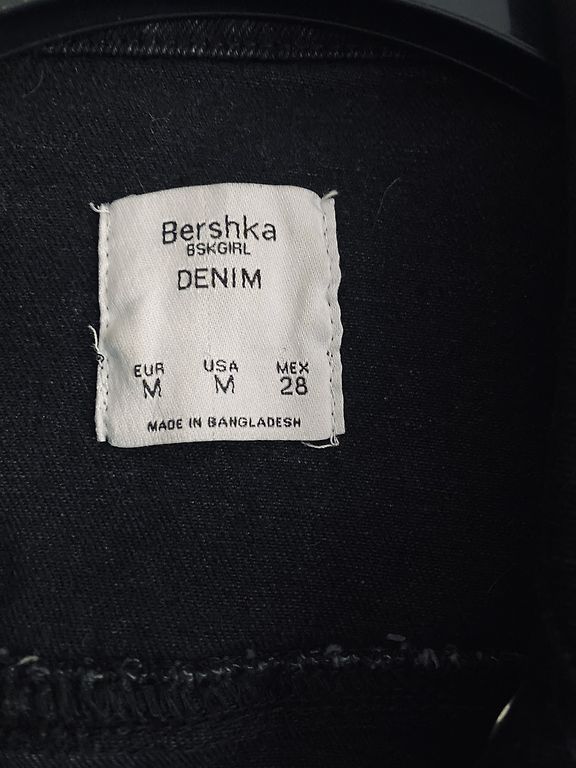 Bershka
BSKGIRL
DENIM
EUR USA MEX
M M 28
MADE IN BANGLADESH